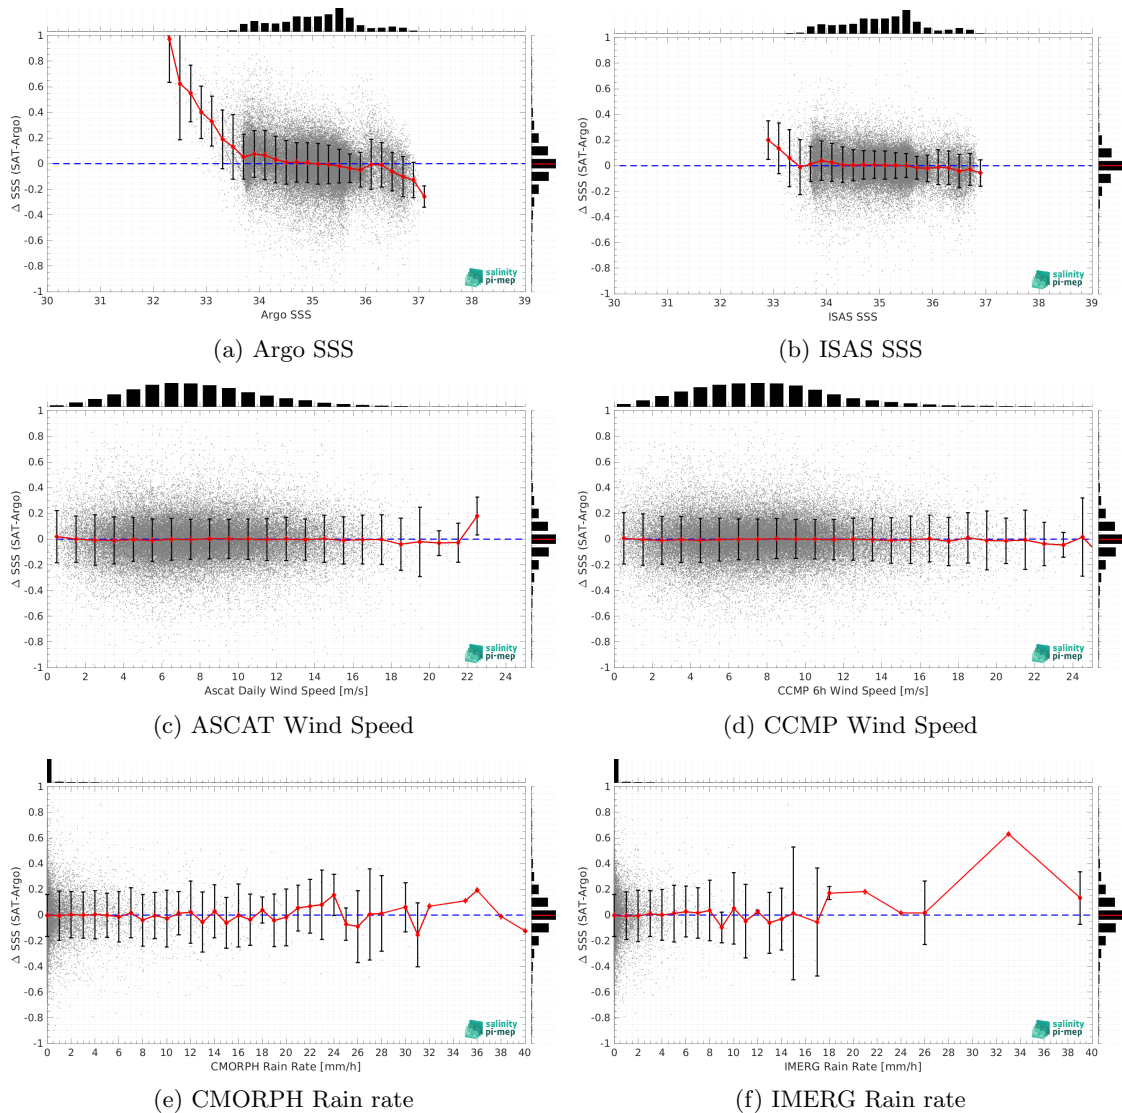 1
0.8
0.6
0.4
0.2
0
-0.2
-0.4
-0.6
-0.8
-1
Δ SSS (SAT-Argo)
30 31 32 33 34 35 36 37 38 39
Argo SSS
salinity
pi-mep
(a) Argo SSS
1
0.8
0.6
0.4
0.2
0
-0.2
-0.4
-0.6
-0.8
-1
Δ SSS (SAT-Argo)
30 31 32 33 34 35 36 37 38 39
ISAS SSS
salinity
pi-mep
(b) ISAS SSS
1
0.8
0.6
0.4
0.2
0
-0.2
-0.4
-0.6
-0.8
-1
Δ SSS (SAT-Argo)
0 2 4 6 8 10 12 14 16 18 20 22 24
Ascat Daily Wind Speed [m/s]
salinity
pi-mep
(c) ASCAT Wind Speed
1
0.8
0.6
0.4
0.2
0
-0.2
-0.4
-0.6
-0.8
-1
Δ SSS (SAT-Argo)
0 2 4 6 8 10 12 14 16 18 20 22 24
CCMP 6h Wind Speed [m/s]
salinity
pi-mep
(d) CCMP Wind Speed
1
0.8
0.6
0.4
0.2
0
-0.2
-0.4
-0.6
-0.8
-1
Δ SSS (SAT-Argo)
0 2 4 6 8 10 12 14 16 18 20 22 24 26 28 30 32 34 36 38 40
CMORPH Rain Rate [mm/h]
salinity
pi-mep
(e) CMORPH Rain rate
1
0.8
0.6
0.4
0.2
0
-0.2
-0.4
-0.6
-0.8
-1
Δ SSS (SAT-Argo)
0 2 4 6 8 10 12 14 16 18 20 22 24 26 28 30 32 34 36 38 40
IMERG Rain Rate [mm/h]
salinity
pi-mep
(f) IMERG Rain rate